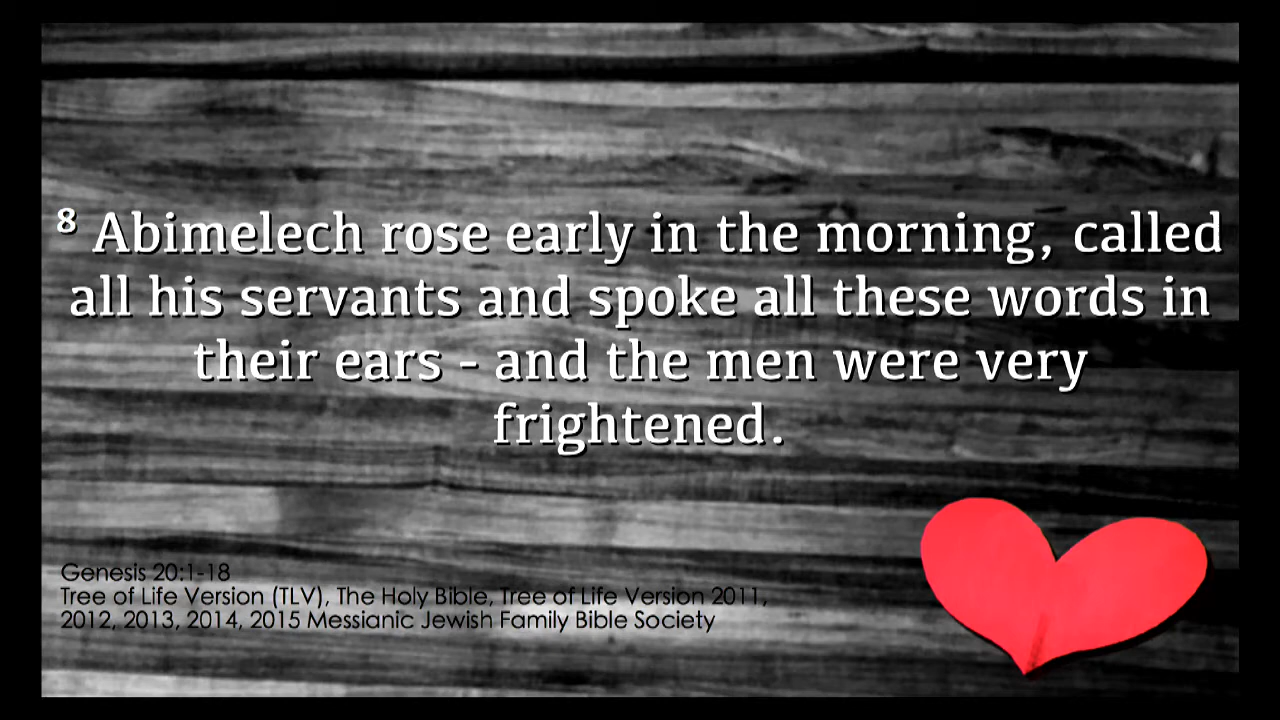 ⁸ Abimelech rose early in the morning, called
all his servants and spoke all these words in
their ears - and the men were very
frightened.
Genesis 20:1-18
Tree of Life Version (TLV), The Holy Bible, Tree of Life Version 2011,
2012, 2013, 2014, 2015 Messianic Jewish Family Bible Society